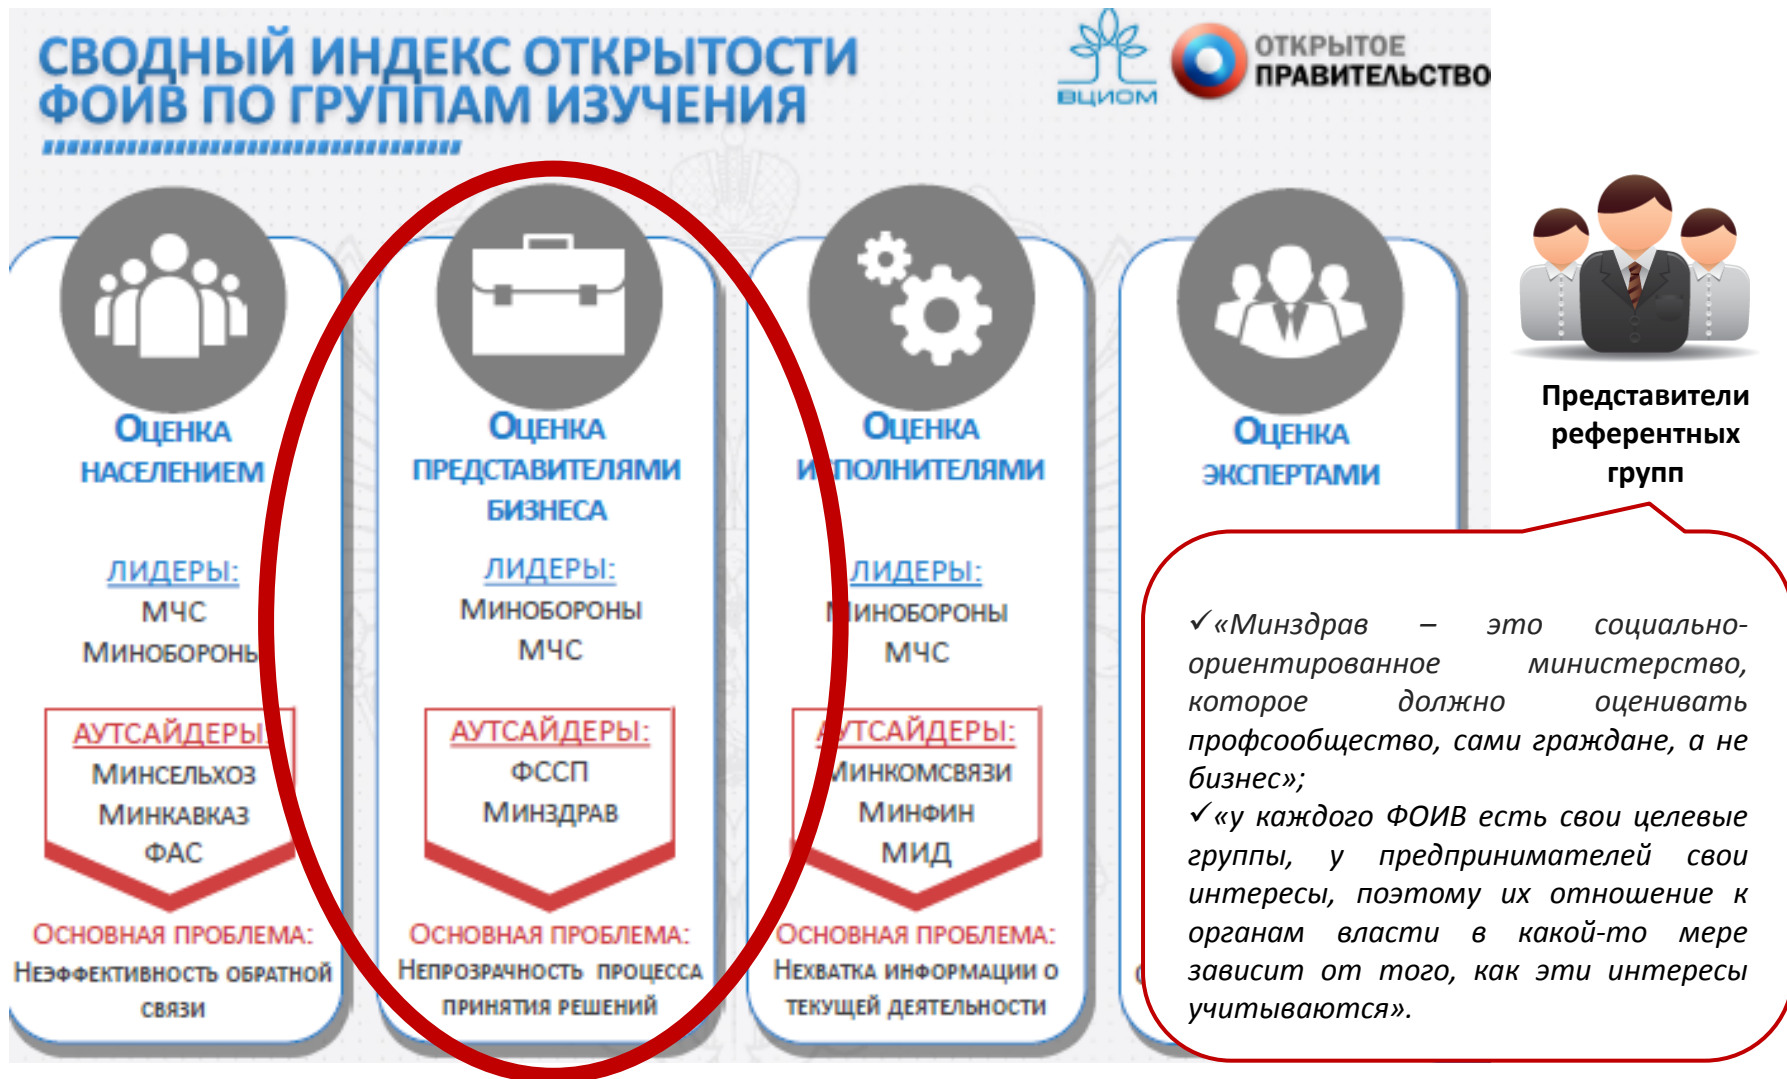 СВОДНЫЙ ИНДЕКС ОТКРЫТОСТИ
ФОИВ ПО ГРУППАМ ИЗУЧЕНИЯ
ВЦИОМ
ОТКРЫТОЕ
ПРАВИТЕЛЬСТВО
ОЦЕНКА
НАСЕЛЕНИЕМ
ЛИДЕРЫ:
МЧС
МИНОБОРОНЫ
АУТСАЙДЕРЫ:
МИНСЕЛЬХОЗ
МИНКАВКАЗ
ФАС
ОСНОВНАЯ ПРОБЛЕМА:
НЕЭФФЕКТИВНОСТЬ ОБРАТНОЙ
СВЯЗИ
ОЦЕНКА
ПРЕДСТАВИТЕЛЯМИ
БИЗНЕСА
ЛИДЕРЫ:
МИНОБОРОНЫ
МЧС
АУТСАЙДЕРЫ:
ФССП
МИНЗДРАВ
ОСНОВНАЯ ПРОБЛЕМА:
НЕПРОЗРАЧНОСТЬ ПРОЦЕССА
ПРИНЯТИЯ РЕШЕНИЙ
ОЦЕНКА
ИСПОЛНИТЕЛЯМИ
ЛИДЕРЫ:
МИНОБОРОНЫ
МЧС
АУТСАЙДЕРЫ:
МИНКОМСВЯЗИ
МИНФИН
МИД
ОСНОВНАЯ ПРОБЛЕМА:
НЕХВАТКА ИНФОРМАЦИИ О
ТЕКУЩЕЙ ДЕЯТЕЛЬНОСТИ
ОЦЕНКА
ЭКСПЕРТАМИ
Представители
референтных
групп
✓«Минздрав – это социально-
ориентированное министерство,
которое должно оценивать
профсообщество, сами граждане, а не
бизнес»;
✓«у каждого ФОИВ есть свои целевые
группы, у предпринимателей свои
интересы, поэтому их отношение к
органам власти в какой-то мере
зависит от того, как эти интересы
учитываются».